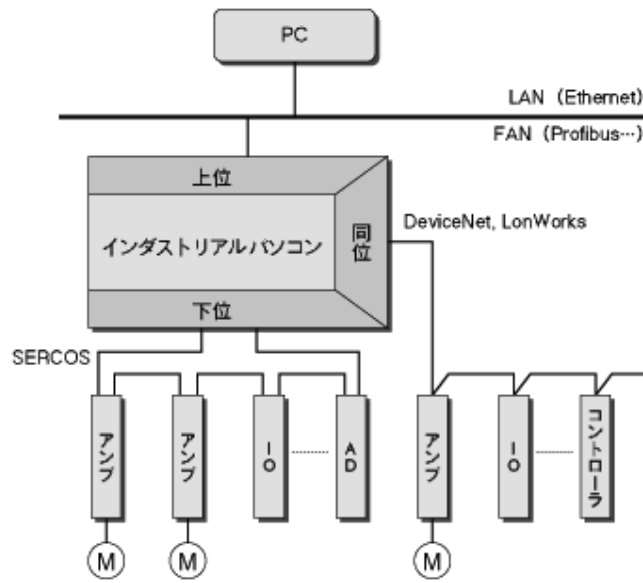 PC
LAN（Ethernet）
FAN（Profibus…）
上位
インダストリアルパソコン
同位
下位
DeviceNet, LonWorks
SERCOS
アンプ
アンプ
IO
AD
アンプ
IO
コントローラ
M
M
M